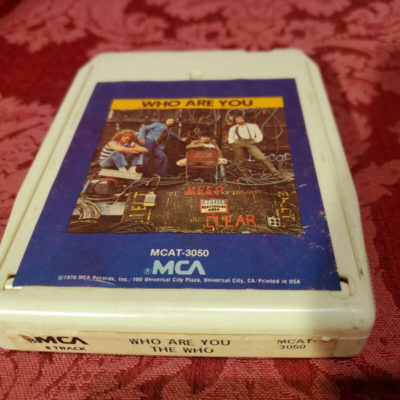 WHO ARE YOU
KEEP
CLEAR
MCAT-3050
®MCA
©1978 MCA Records, Inc., 100 Universal City Plaza, Universal City, CA. Printed in USA
MCA
8 TRACK
WHO ARE YOU
THE WHO
MCAT-
3050